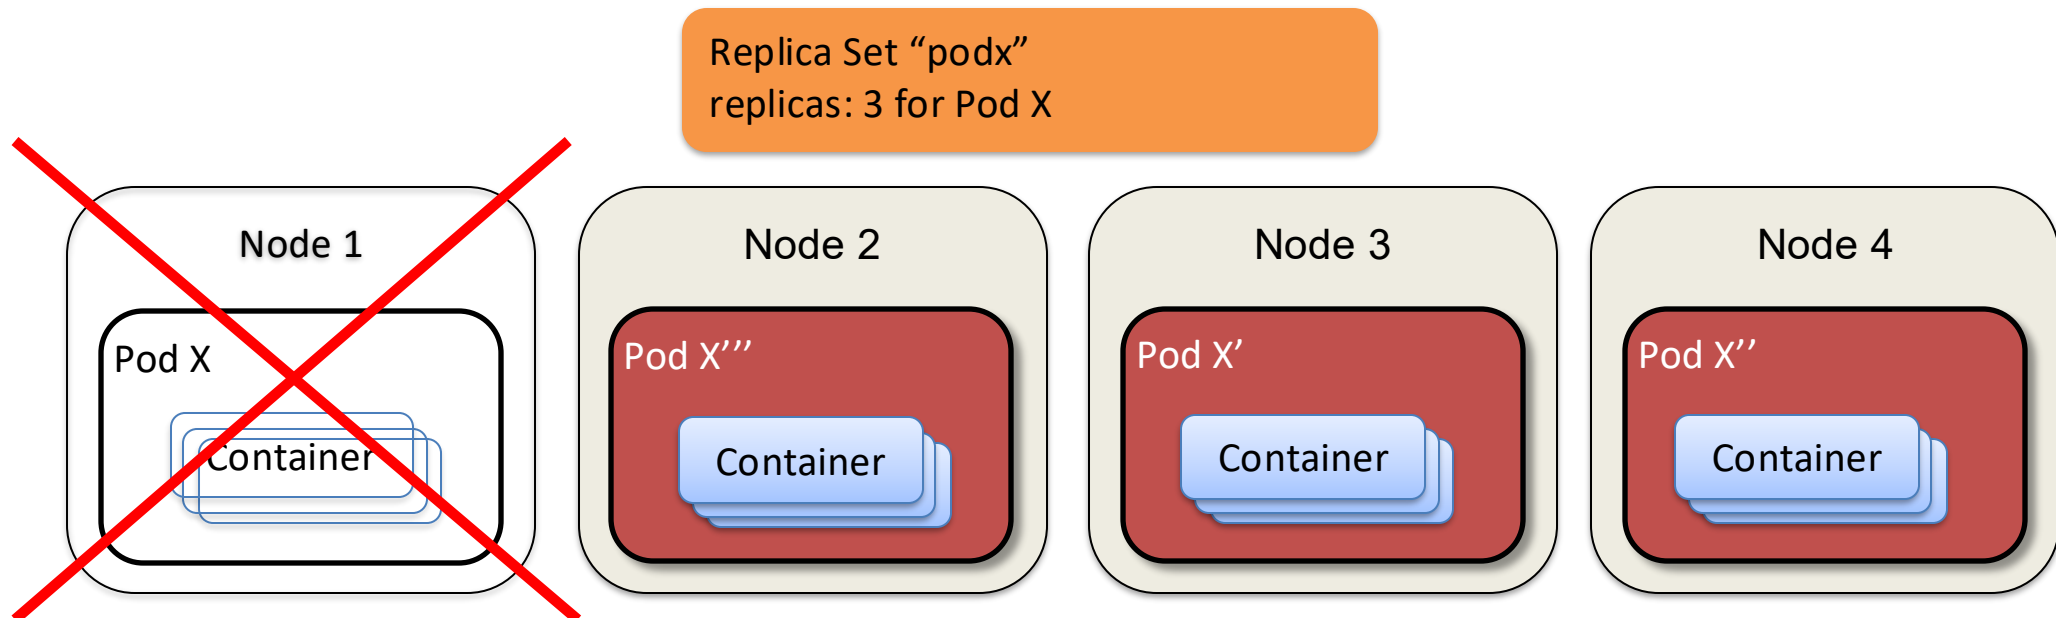 Replica Set “podx”
replicas: 3 for Pod X
Node 1
Pod X
Container
Node 2
Pod X’’’
Container
Node 3
Pod X’
Container
Node 4
Pod X’’
Container